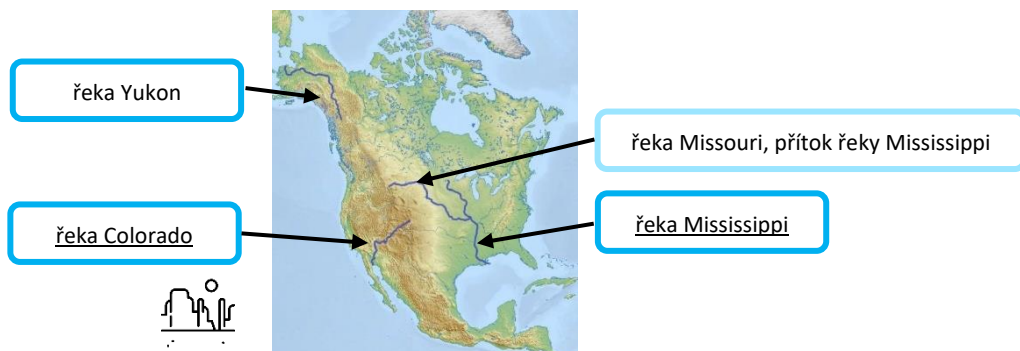 řeka Yukon
řeka Missouri, přítok řeky Mississippi
řeka Colorado
řeka Mississippi